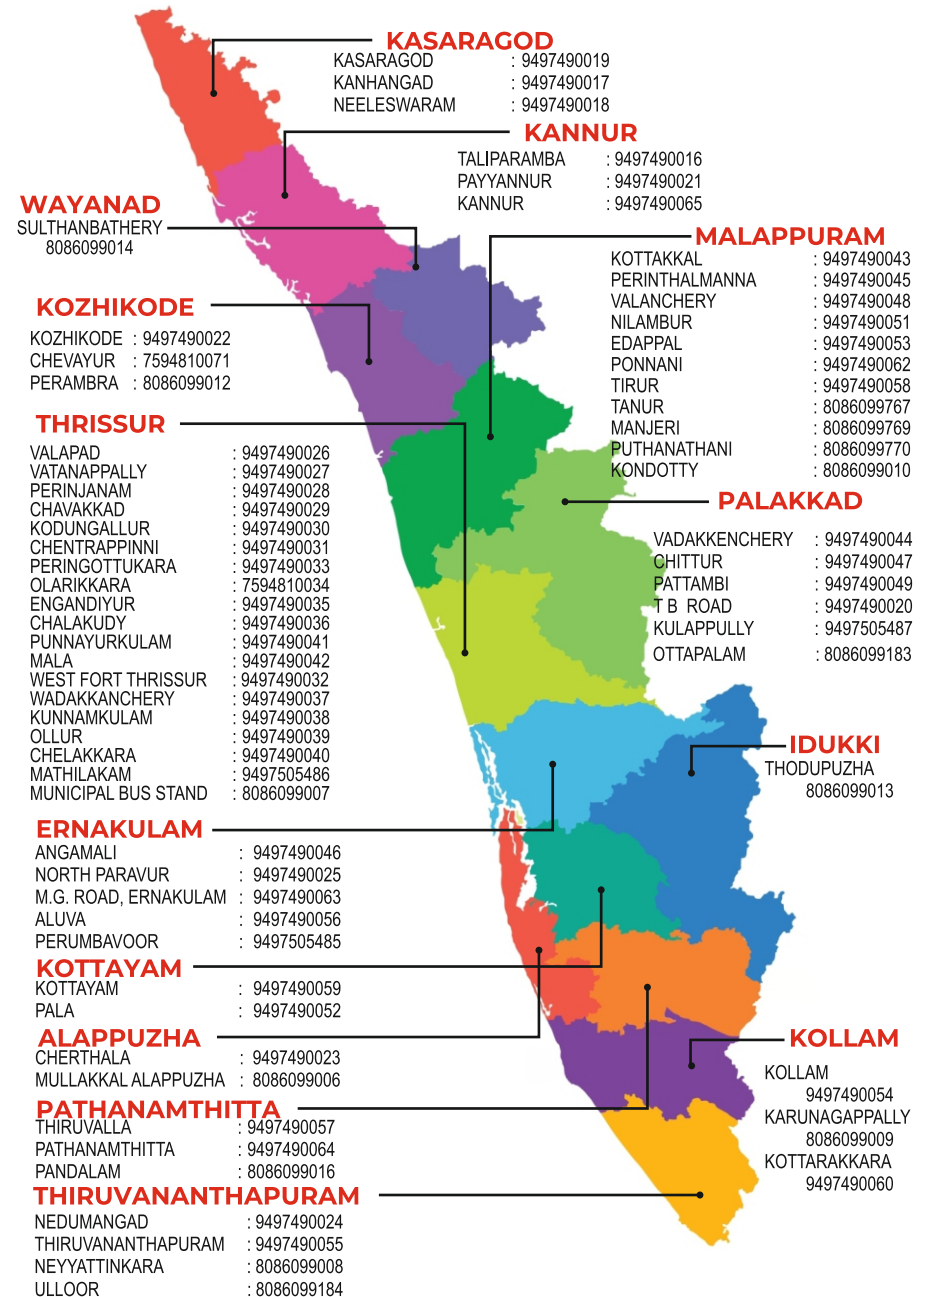 KASARAGOD
KASARAGOD : 9497490019
KANHANGAD : 9497490017
NEELESWARAM : 9497490018
KANNUR
TALIPARAMBA : 9497490016
PAYYANNUR : 9497490021
KANNUR : 9497490065
WAYANAD
SULTHANBATHERY
8086099014
MALAPPURAM
KOTTAKKAL : 9497490043
PERINTHALMANNA : 9497490045
VALANCHERY : 9497490048
NILAMBUR : 9497490051
EDAPPAL : 9497490053
PONNANI : 9497490062
TIRUR : 9497490058
TANUR : 8086099767
MANJERI : 8086099769
PUTHANATHANI : 8086099770
KONDOTTY : 8086099010
KOZHIKODE
KOZHIKODE : 9497490022
CHEVAYUR : 7594810071
PERAMBRA : 8086099012
THRISSUR
VALAPAD : 9497490026
VATANAPPALLY : 9497490027
PERINJANAM : 9497490028
CHAVAKKAD : 9497490029
KODUNGALLUR : 9497490030
CHENTRAPPINNI : 9497490031
PERINGOTTUKARA : 9497490033
OLARIKKARA : 7594810034
ENGANDIYUR : 9497490035
CHALAKUDY : 9497490036
PUNNAYURKULAM : 9497490041
MALA : 9497490042
WEST FORT THRISSUR : 9497490032
WADAKKANCHERY : 9497490037
KUNNAMKULAM : 9497490038
OLLUR : 9497490039
CHELAKKARA : 9497490040
MATHILAKAM : 9497505486
MUNICIPAL BUS STAND : 8086099007
PALAKKAD
VADAKKENCHERY : 9497490044
CHITTUR : 9497490047
PATTAMBI : 9497490049
T B ROAD : 9497490020
KULAPPULLY : 9497505487
OTTAPALAM : 8086099183
IDUKKI
THODUPUZHA
8086099013
ERNAKULAM
ANGAMALI : 9497490046
NORTH PARAVUR : 9497490025
M.G. ROAD, ERNAKULAM : 9497490063
ALUVA : 9497490056
PERUMBAVOOR : 9497505485
KOTTAYAM
KOTTAYAM : 9497490059
PALA : 9497490052
ALAPPUZHA
CHERTHALA : 9497490023
MULLAKKAL ALAPPUZHA : 8086099006
KOLLAM
KOLLAM
9497490054
KARUNAGAPPALLY
8086099009
KOTTARAKKARA
9497490060
PATHANAMTHITTA
THIRUVALLA : 9497490057
PATHANAMTHITTA : 9497490064
PANDALAM : 8086099016
THIRUVANANTHAPURAM
NEDUMANGAD : 9497490024
THIRUVANANTHAPURAM : 9497490055
NEYYATTINKARA : 8086099008
ULLOOR : 8086099184